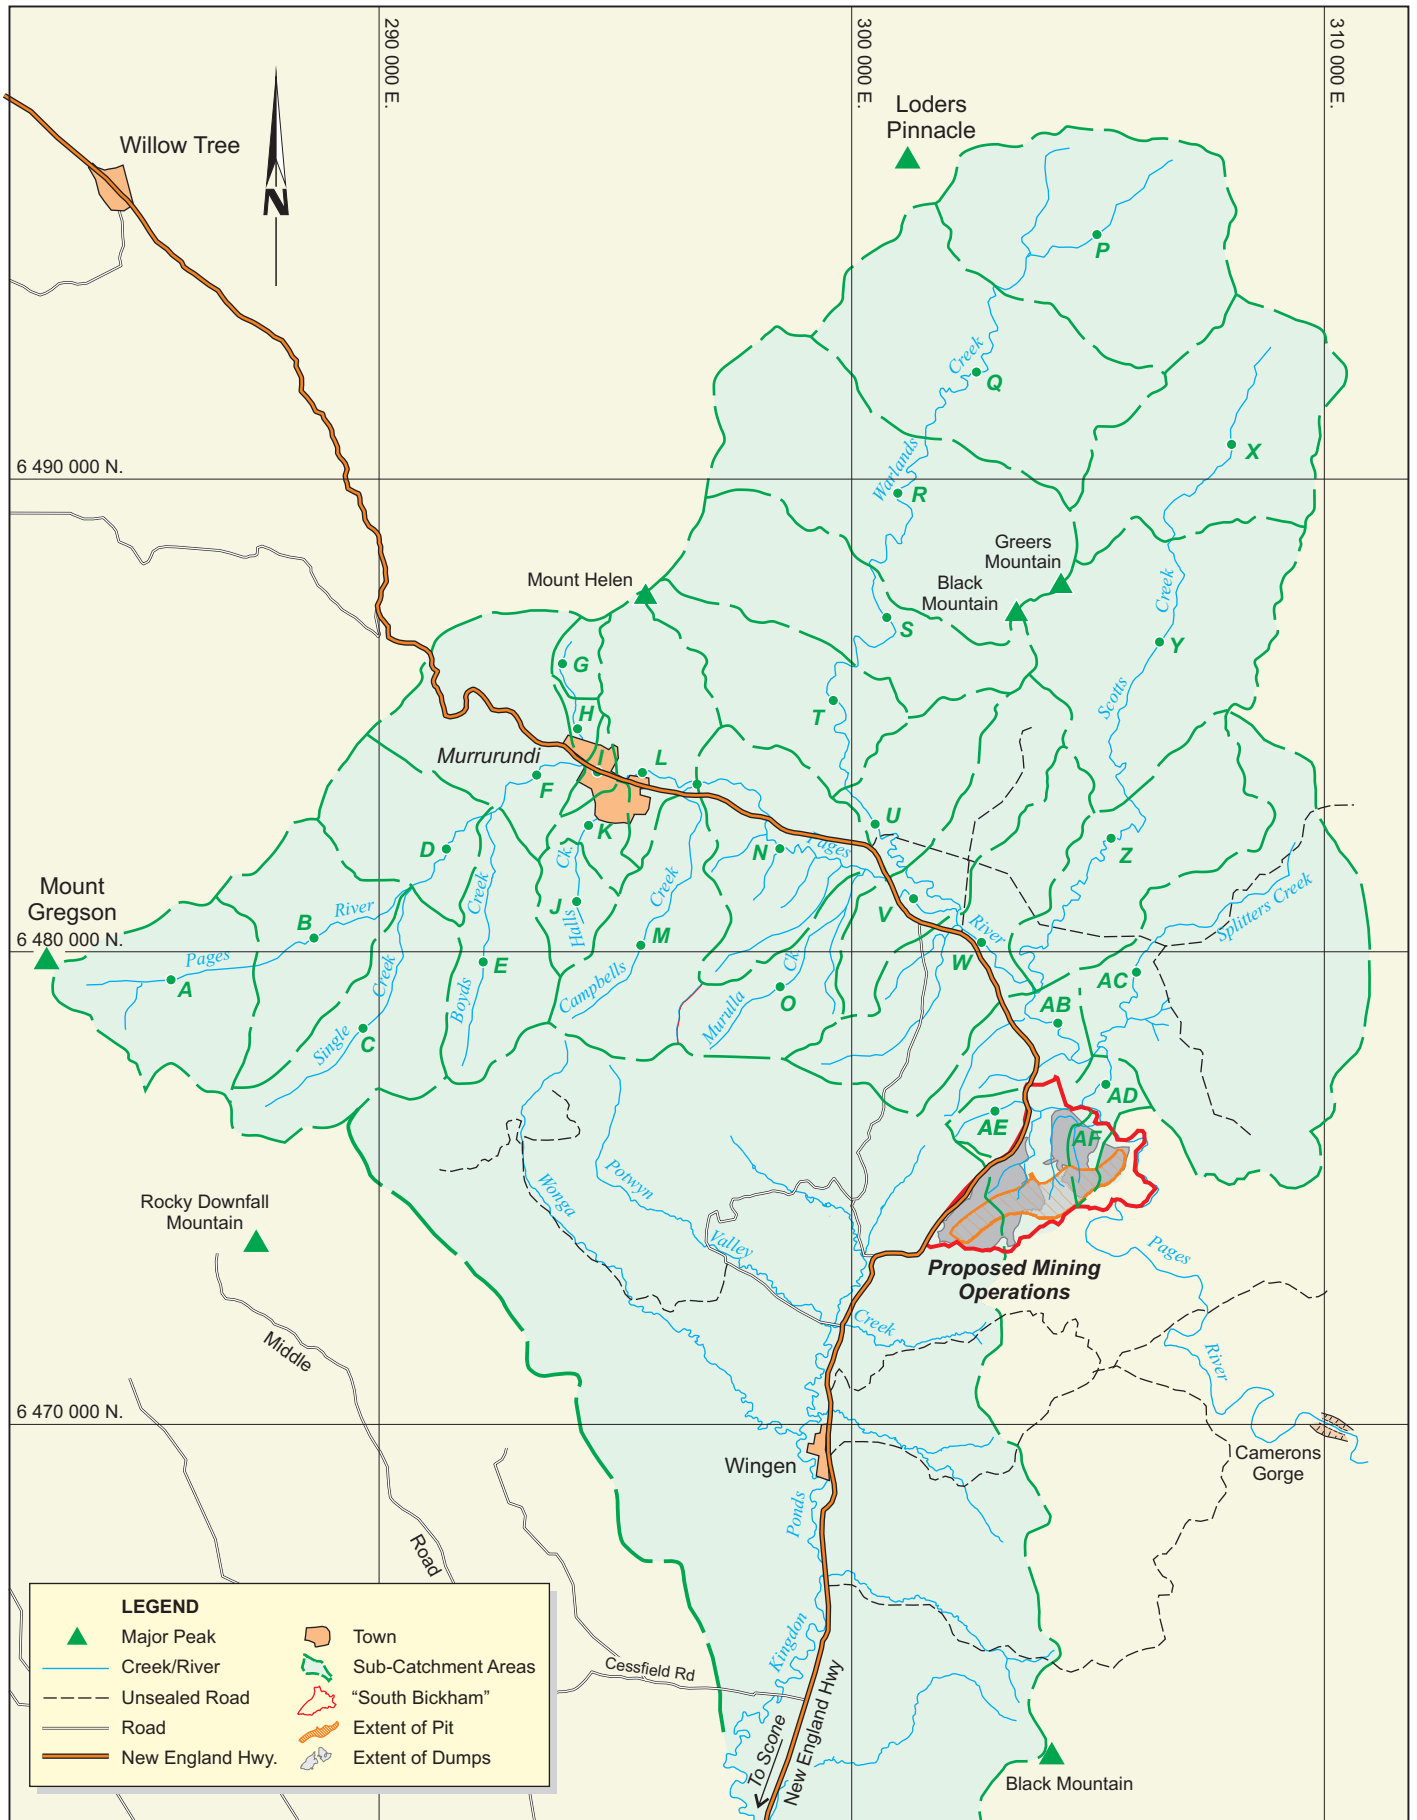 290 000 E.
300 000 E.
310 000 E.
Loders
Pinnacle
Willow Tree
N
P
Creek
Q
X
6 490 000 N.
Warlands
R
Greers
Mountain
Mount Helen
Black
Mountain
Creek
S
Y
G
Scotts
H
T
Murrurundi
I
L
F
U
K
Pages
D
N
Z
Ck.
Mount
Gregson
Creek
Creek
Splitters Creek
J
V
B
River
Halls
River
6 480 000 N.
M
W
Pages
E
Ck.
A
Creek
Campbells
AC
Boyds
O
AB
Single
C
Murulla
AD
AE
AF
Wonga
Potwyn
Rocky Downfall
Mountain
Valley
Pages
Proposed Mining
Operations
Creek
Middle
River
6 470 000 N.
Camerons
Gorge
Wingen
Ponds
Road
LEGEND
Major Peak
Town
Creek/River
Sub-Catchment Areas
Unsealed Road
“South Bickham”
Road
Extent of Pit
New England Hwy.
Extent of Dumps
Kingdon
Cessfield Rd
New England Hwy
To Scone
Black Mountain